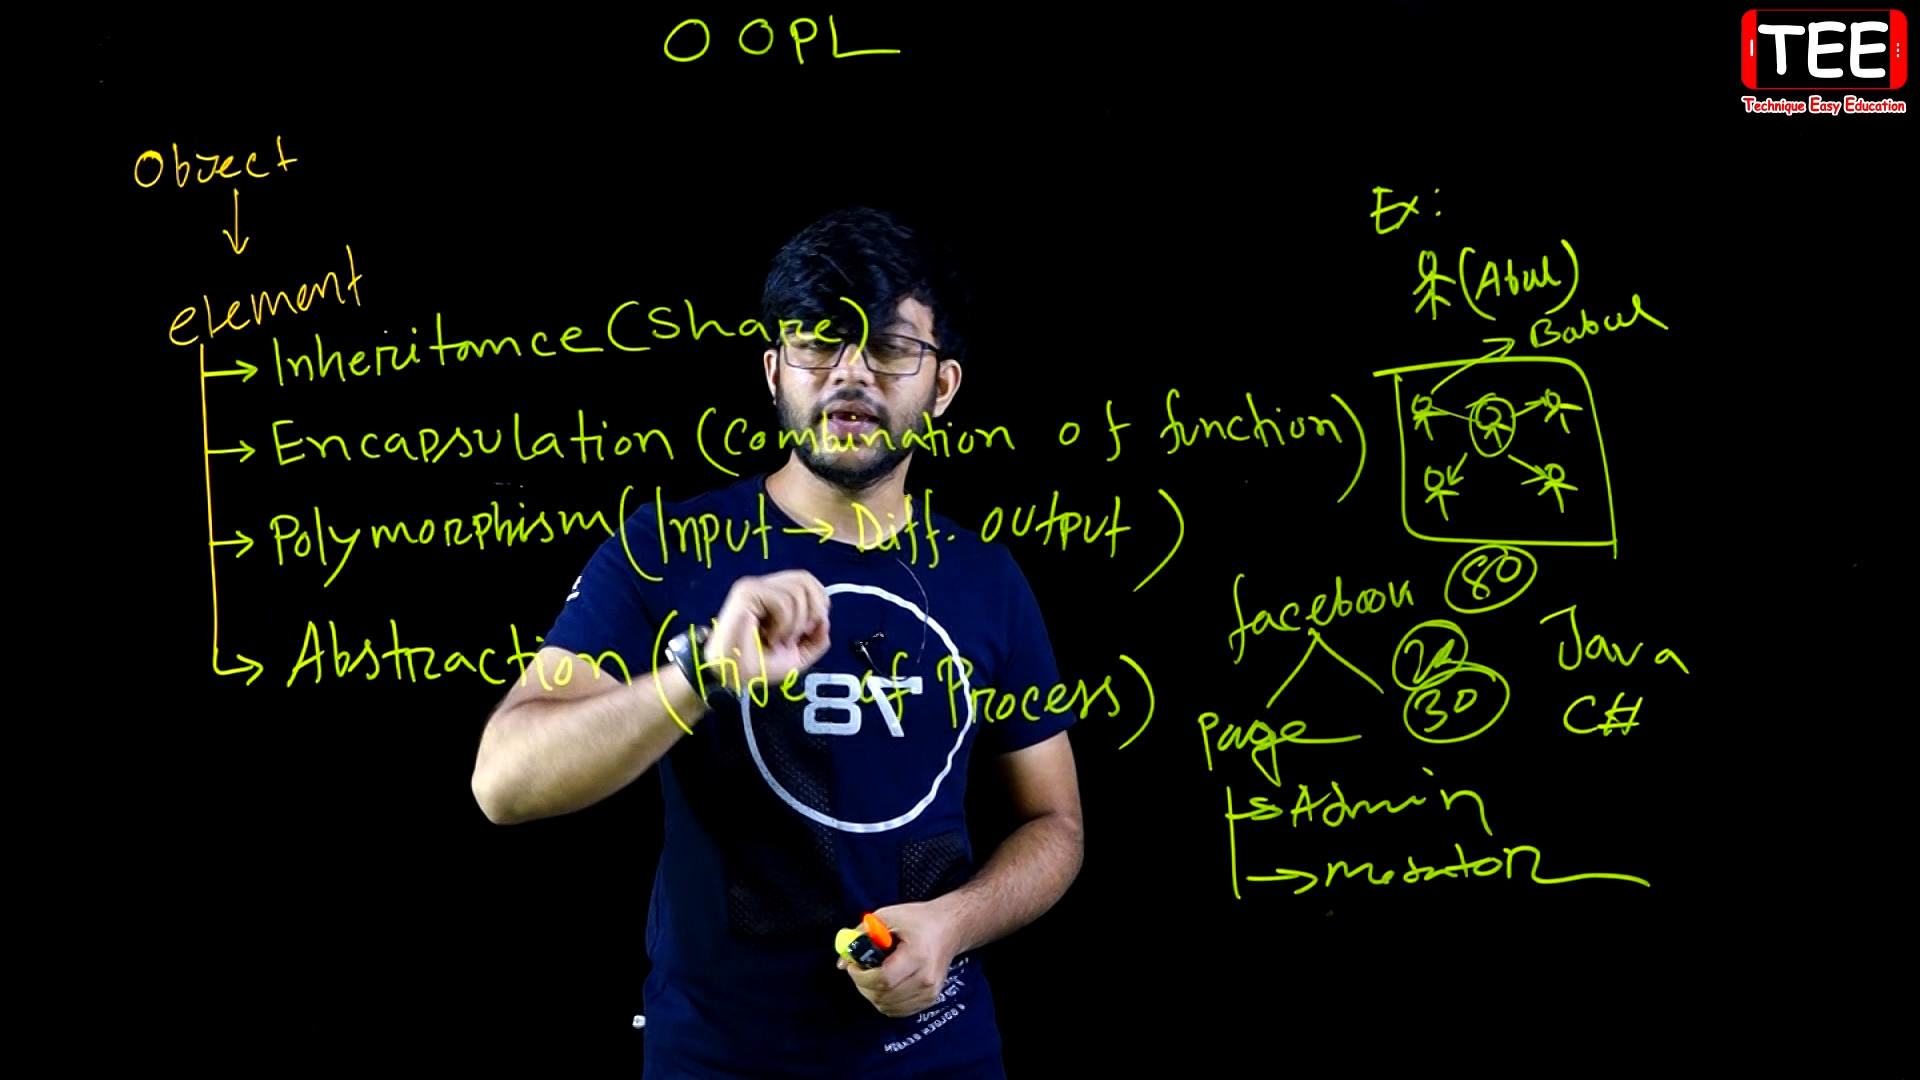 OOPL
TEE
Technique Easy Education
Object
element
Inheritance (Share)
Encapsulation (Combination of function)
Polymorphism (Input → Diff. Output)
Abstraction (Hide of Process)
Ex:
(Abul)
Babul
80
facebook
30
Java
C#
Page
Admin
78